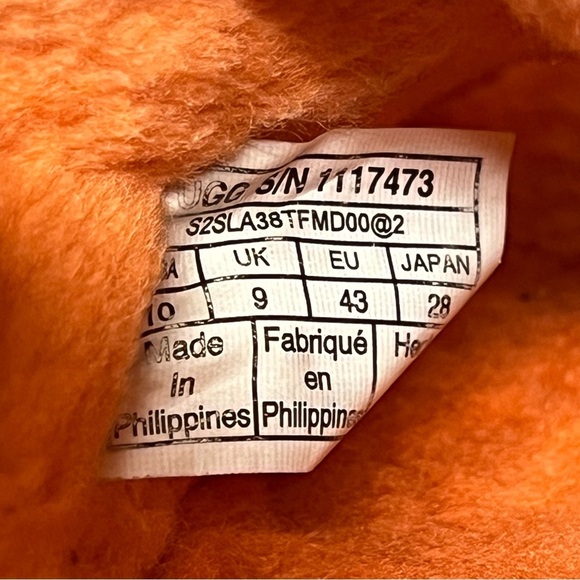 UGG S/N 1117473
S2SLA38TFMD00@2
UK EU JAPAN
10 9 43 28
Made Fabriqué
in en
Philippines Philippines